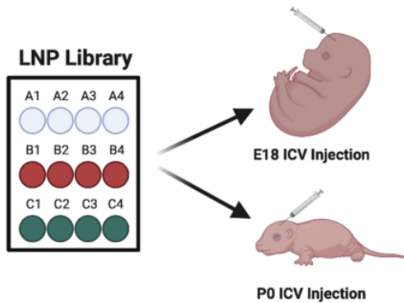 LNP Library
A1 A2 A3 A4
B1 B2 B3 B4
C1 C2 C3 C4
E18 ICV Injection
P0 ICV Injection